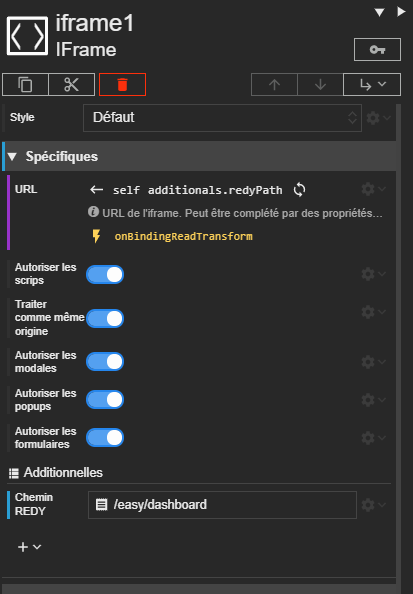 iframe1
IFrame
Style
Défaut
Spécifiques
URL
self additionals.redyPath
URL de l'iframe. Peut être complété par des propriétés...
onBindingReadTransform
Autoriser les
scrips
Traiter
comme même
origine
Autoriser les
modales
Autoriser les
popups
Autoriser les
formulaires
Additionnelles
Chemin
REDY
/easy/dashboard